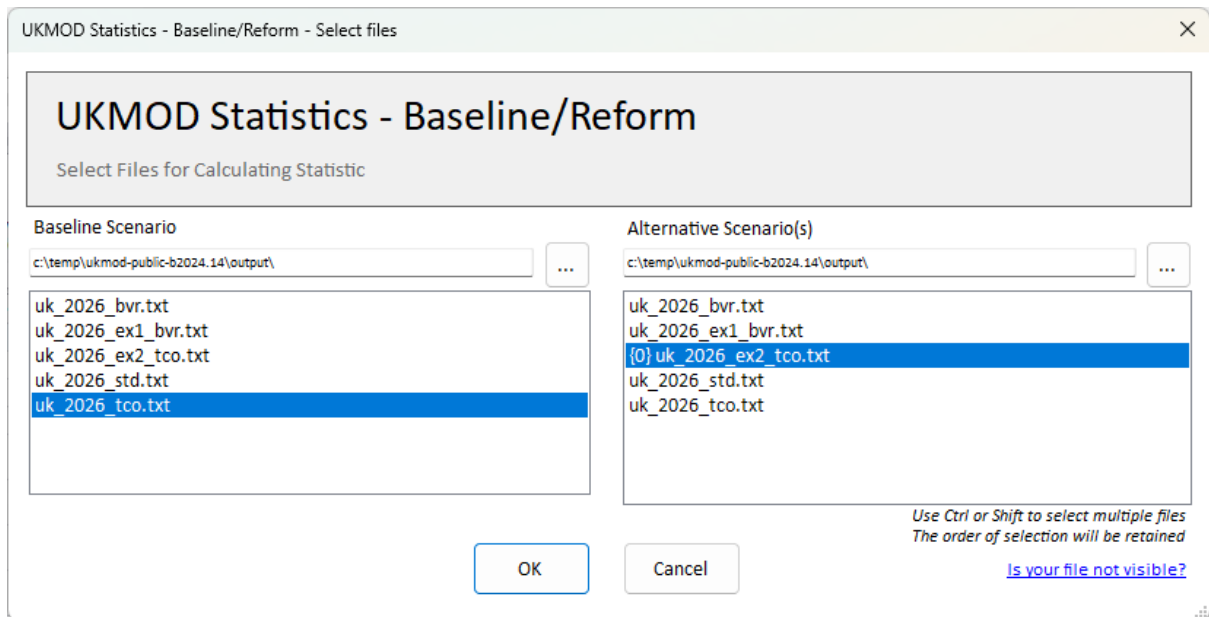 UKMOD Statistics - Baseline/Reform - Select files
UKMOD Statistics - Baseline/Reform
Select Files for Calculating Statistic
Baseline Scenario
c:\temp\ukmod-public-b2024.14\output\
...
uk_2026_bvr.txt
uk_2026_ex1_bvr.txt
uk_2026_ex2_tco.txt
uk_2026_std.txt
uk_2026_tco.txt
Alternative Scenario(s)
c:\temp\ukmod-public-b2024.14\output\
...
uk_2026_bvr.txt
uk_2026_ex1_bvr.txt
{0} uk_2026_ex2_tco.txt
uk_2026_std.txt
uk_2026_tco.txt
Use Ctrl or Shift to select multiple files
The order of selection will be retained
OK
Cancel
Is your file not visible?